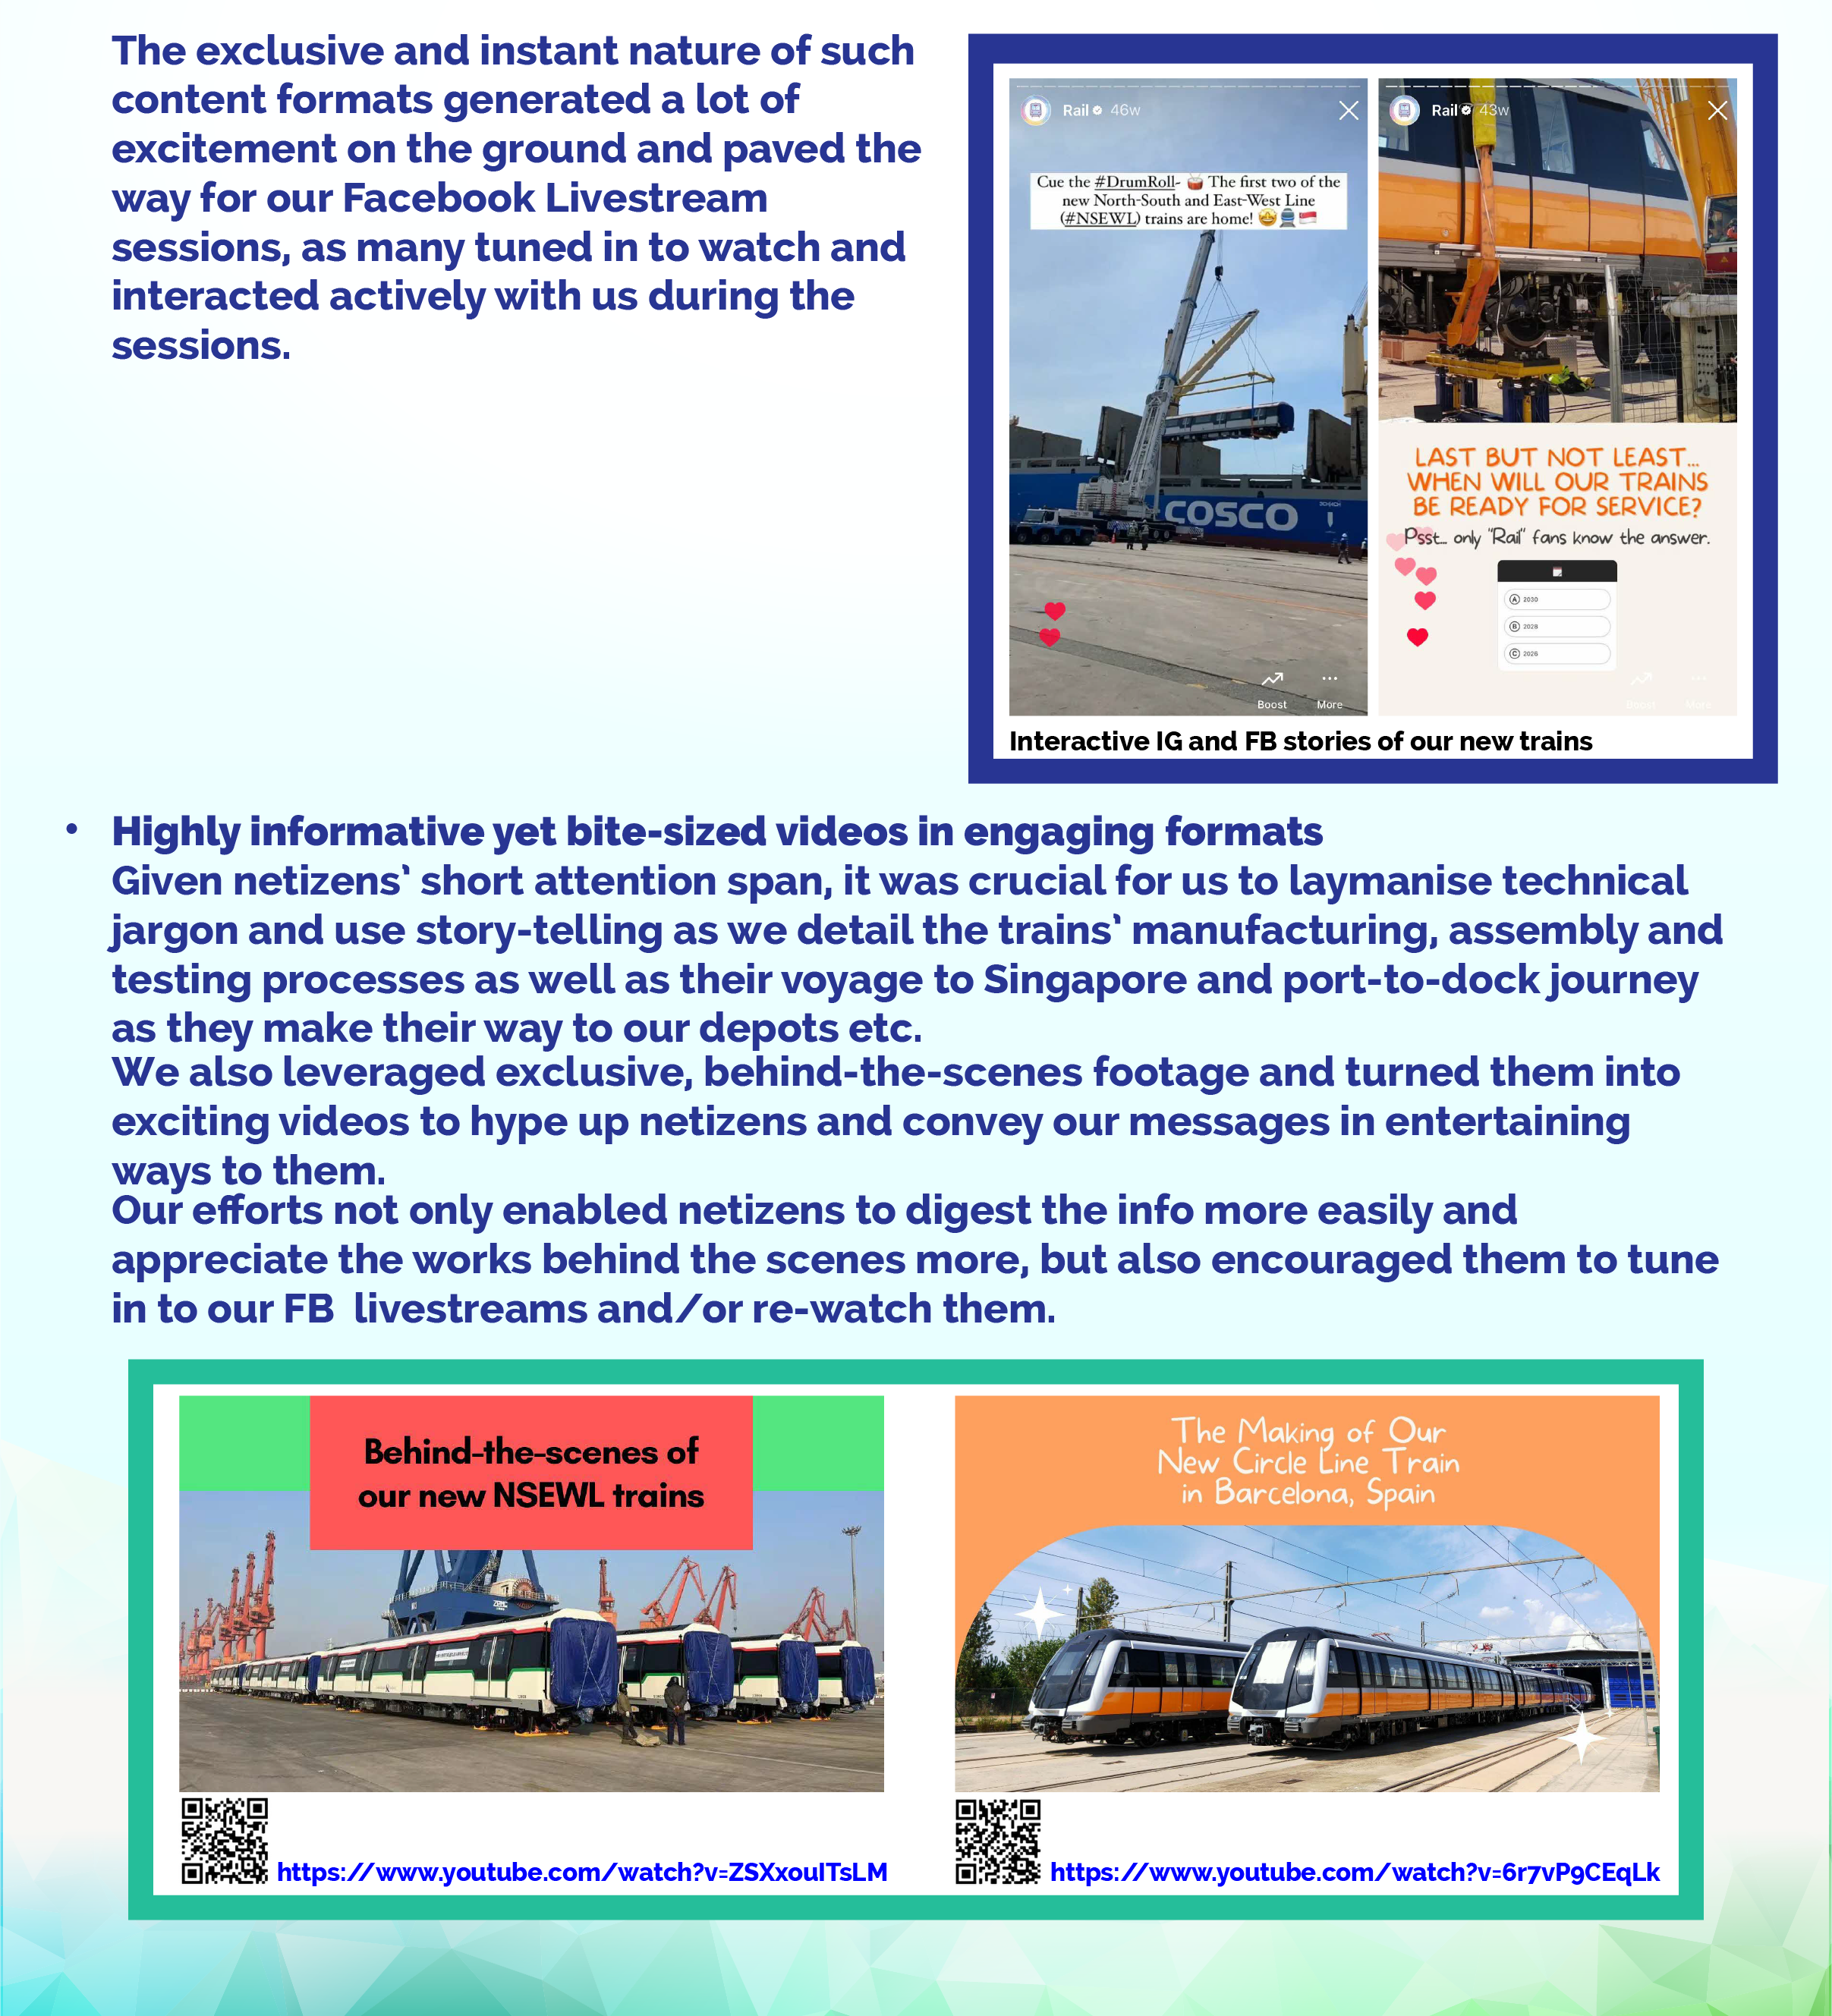 The exclusive and instant nature of such
content formats generated a lot of
excitement on the ground and paved the
way for our Facebook Livestream
sessions, as many tuned in to watch and
interacted actively with us during the
sessions.
Rail 46w
Cue the #DrumRoll- 🥁 The first two of the
new North-South and East-West Line
(#NSEWL) trains are home! 🤩🚆🇸🇬
COSCO
Boost More
Rail 43w
LAST BUT NOT LEAST...
WHEN WILL OUR TRAINS
BE READY FOR SERVICE?
Psst... only "Rail" fans know the answer.
A 2030
B 2028
C 2026
Boost More
Interactive IG and FB stories of our new trains
• Highly informative yet bite-sized videos in engaging formats
Given netizens’ short attention span, it was crucial for us to laymanise technical
jargon and use story-telling as we detail the trains’ manufacturing, assembly and
testing processes as well as their voyage to Singapore and port-to-dock journey
as they make their way to our depots etc.
We also leveraged exclusive, behind-the-scenes footage and turned them into
exciting videos to hype up netizens and convey our messages in entertaining
ways to them.
Our efforts not only enabled netizens to digest the info more easily and
appreciate the works behind the scenes more, but also encouraged them to tune
in to our FB livestreams and/or re-watch them.
Behind-the-scenes of
our new NSEWL trains
https://www.youtube.com/watch?v=ZSXxouITsLM
The Making of Our
New Circle Line Train
in Barcelona, Spain
https://www.youtube.com/watch?v=6r7vP9CEqLk